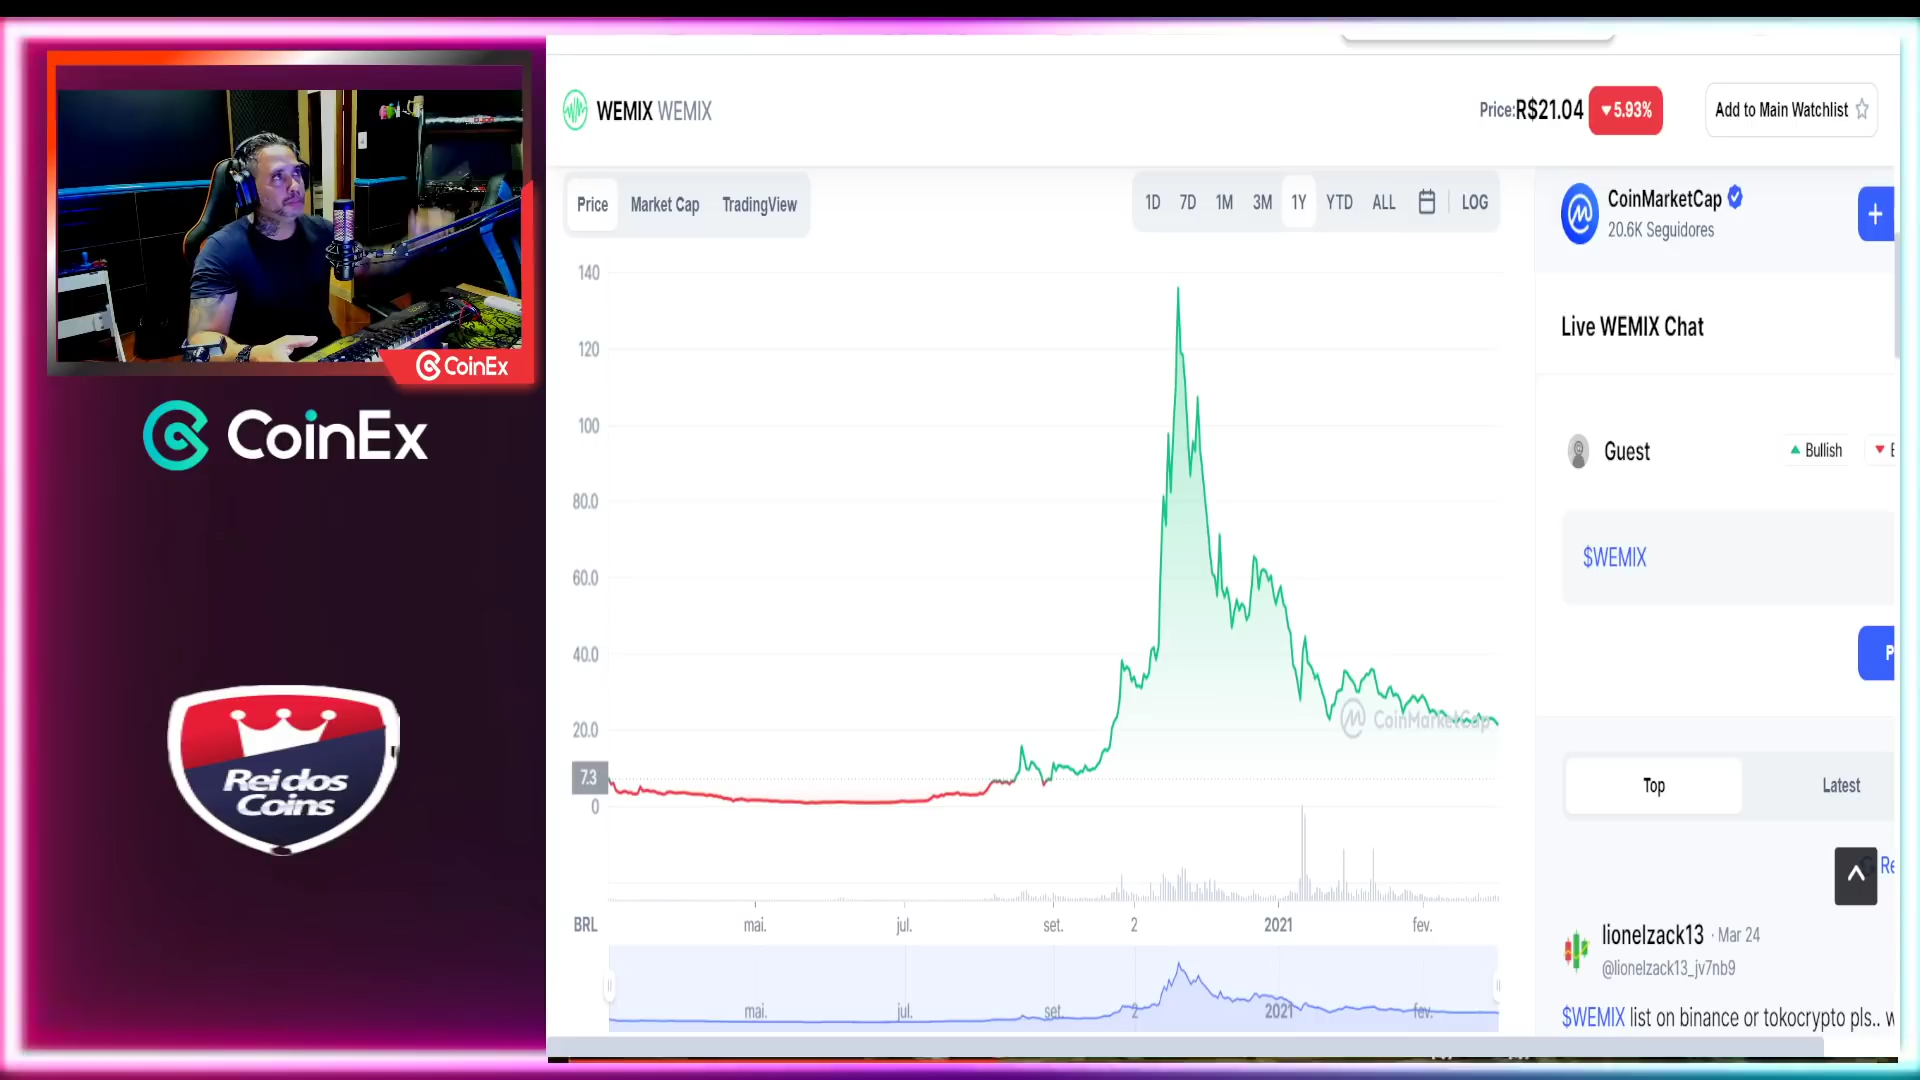 WEMIX WEMIX
Price:R$21.04
5.93%
Add to Main Watchlist
Price
Market Cap
TradingView
1D
7D
1M
3M
1Y
YTD
ALL
LOG
CoinMarketCap
20.6K Seguidores
+
140
120
100
80.0
60.0
40.0
20.0
7.3
0
CoinMarketCap
BRL
mai.
jul.
set.
2
2021
fev.
mai.
jul.
set.
2
2021
fev.
Live WEMIX Chat
Guest
Bullish
$WEMIX
P
Top
Latest
Re
lionelzack13 · Mar 24
@lionelzack13_jv7nb9
$WEMIX list on binance or tokocrypto pls..
CoinEx
CoinEx
Rei dos
Coins